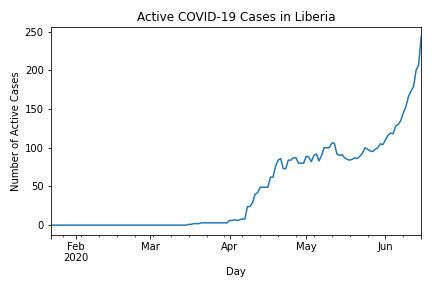 Active COVID-19 Cases in Liberia
Number of Active Cases
250
200
150
100
50
0
Feb
2020
Mar
Apr
May
Jun
Day